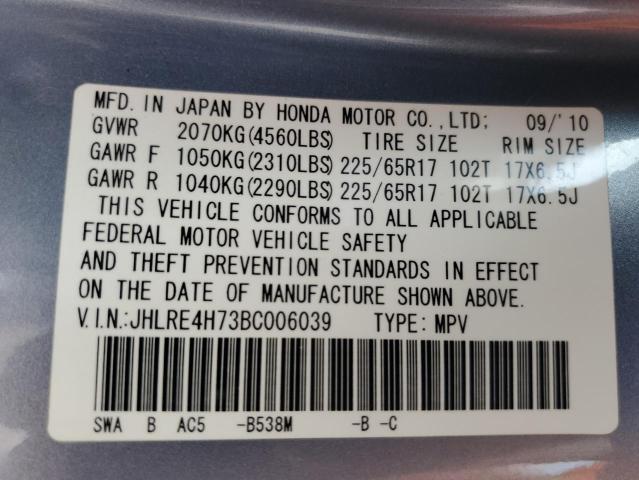 MFD. IN JAPAN BY HONDA MOTOR CO.,LTD; 09/'10
GVWR 2070KG(4560LBS) TIRE SIZE RIM SIZE
GAWR F 1050KG(2310LBS) 225/65R17 102T 17X6.5J
GAWR R 1040KG(2290LBS) 225/65R17 102T 17X6.5J
THIS VEHICLE CONFORMS TO ALL APPLICABLE
FEDERAL MOTOR VEHICLE SAFETY
AND THEFT PREVENTION STANDARDS IN EFFECT
ON THE DATE OF MANUFACTURE SHOWN ABOVE.
V.I.N.:JHLRE4H73BC006039 TYPE: MPV
SWA B AC5 -B538M -B -C